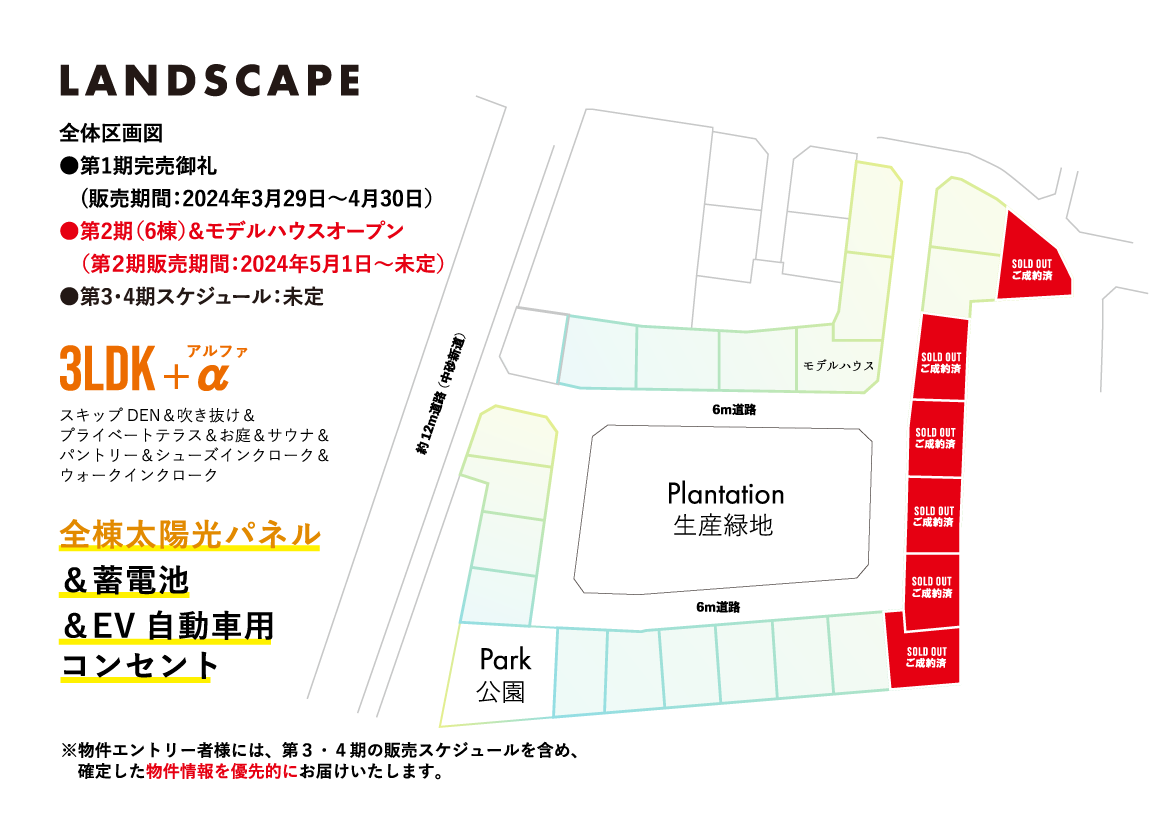 LANDSCAPE
全体区画図
●第1期完売御礼
(販売期間：2024年3月29日～4月30日)
●第2期（6棟）＆モデルハウスオープン
(第2期販売期間：2024年5月1日～未定)
●第3・4期スケジュール：未定
アルファ
3LDK＋α
スキップDEN＆吹き抜け＆
プライベートテラス＆お庭＆サウナ＆
パントリー＆シューズインクローク＆
ウォークインクローク
全棟太陽光パネル
＆蓄電池
＆EV自動車用
コンセント
約12m道路（中砂新道）
モデルハウス
6m道路
Plantation
生産緑地
6m道路
Park
公園
SOLD OUT
ご成約済
SOLD OUT
ご成約済
SOLD OUT
ご成約済
SOLD OUT
ご成約済
SOLD OUT
ご成約済
SOLD OUT
ご成約済
※物件エントリー者様には、第３・４期の販売スケジュールを含め、
確定した物件情報を優先的にお届けいたします。